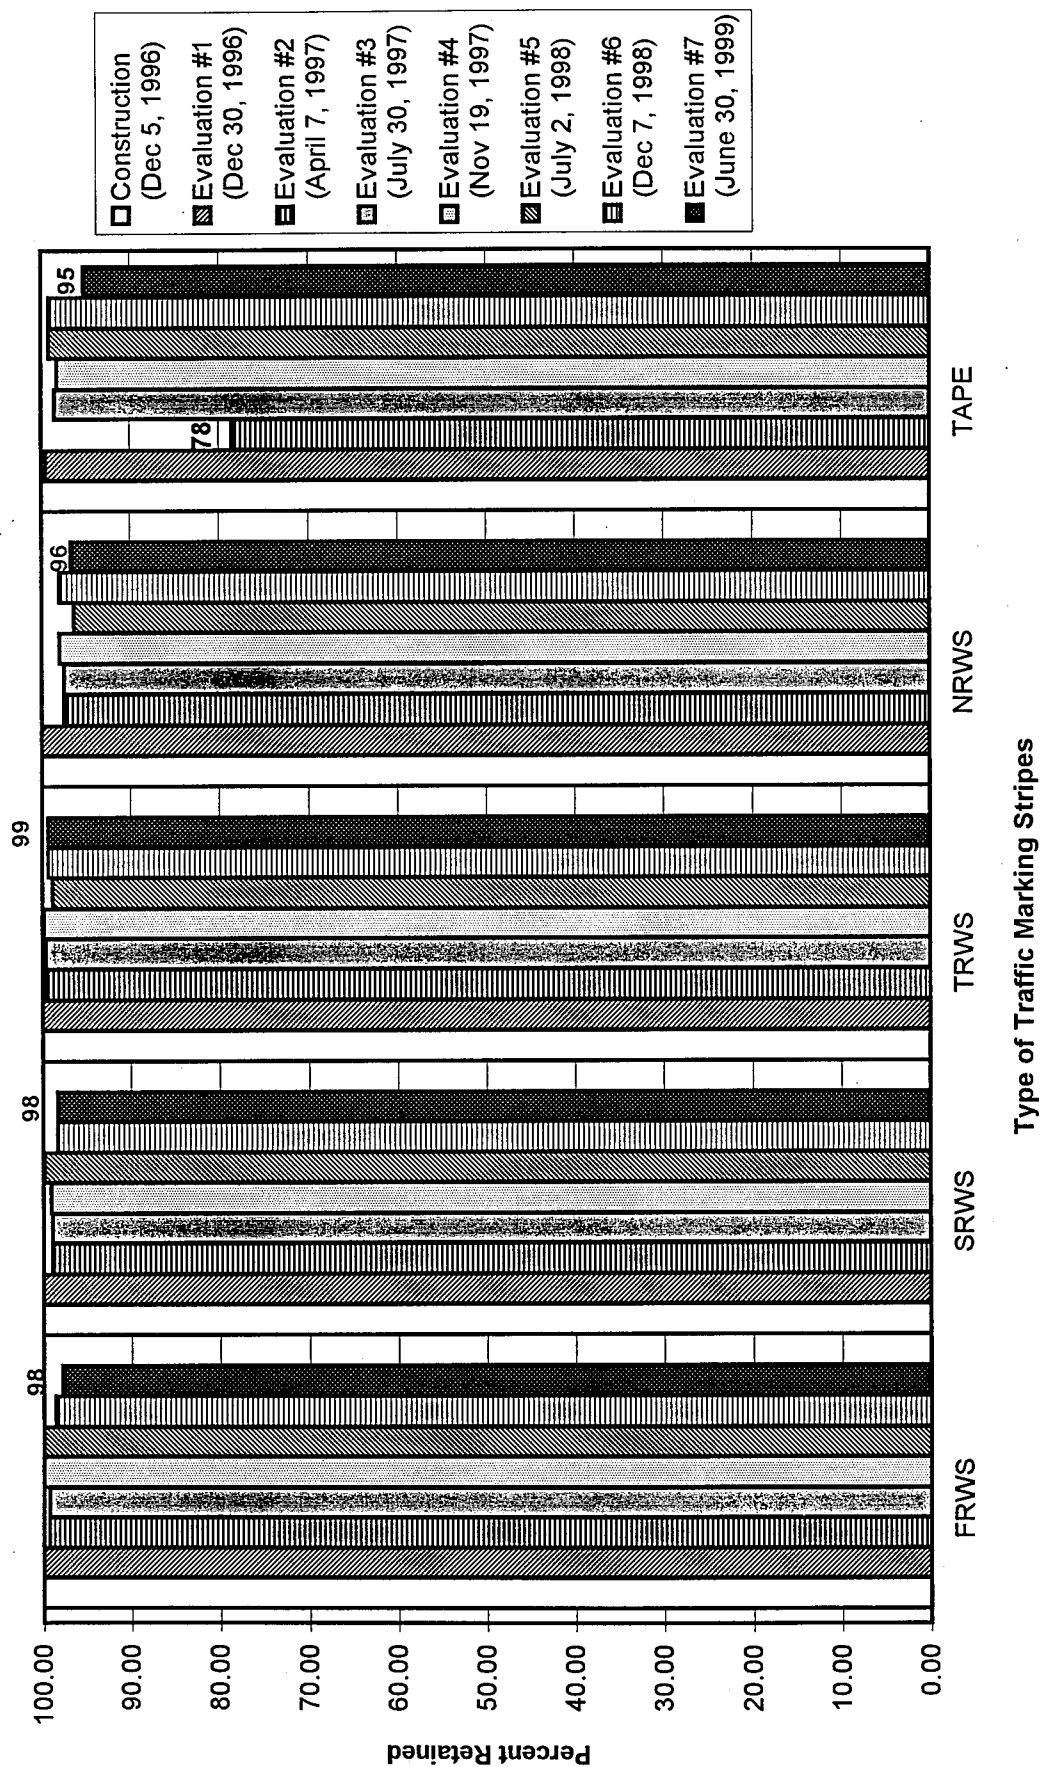 Percent Retained
100.00
90.00
80.00
70.00
60.00
50.00
40.00
30.00
20.00
10.00
0.00
98
98
99
96
78
95
FRWS
SRWS
TRWS
NRWS
TAPE
Type of Traffic Marking Stripes
Construction
(Dec 5, 1996)
Evaluation #1
(Dec 30, 1996)
Evaluation #2
(April 7, 1997)
Evaluation #3
(July 30, 1997)
Evaluation #4
(Nov 19, 1997)
Evaluation #5
(July 2, 1998)
Evaluation #6
(Dec 7, 1998)
Evaluation #7
(June 30, 1999)